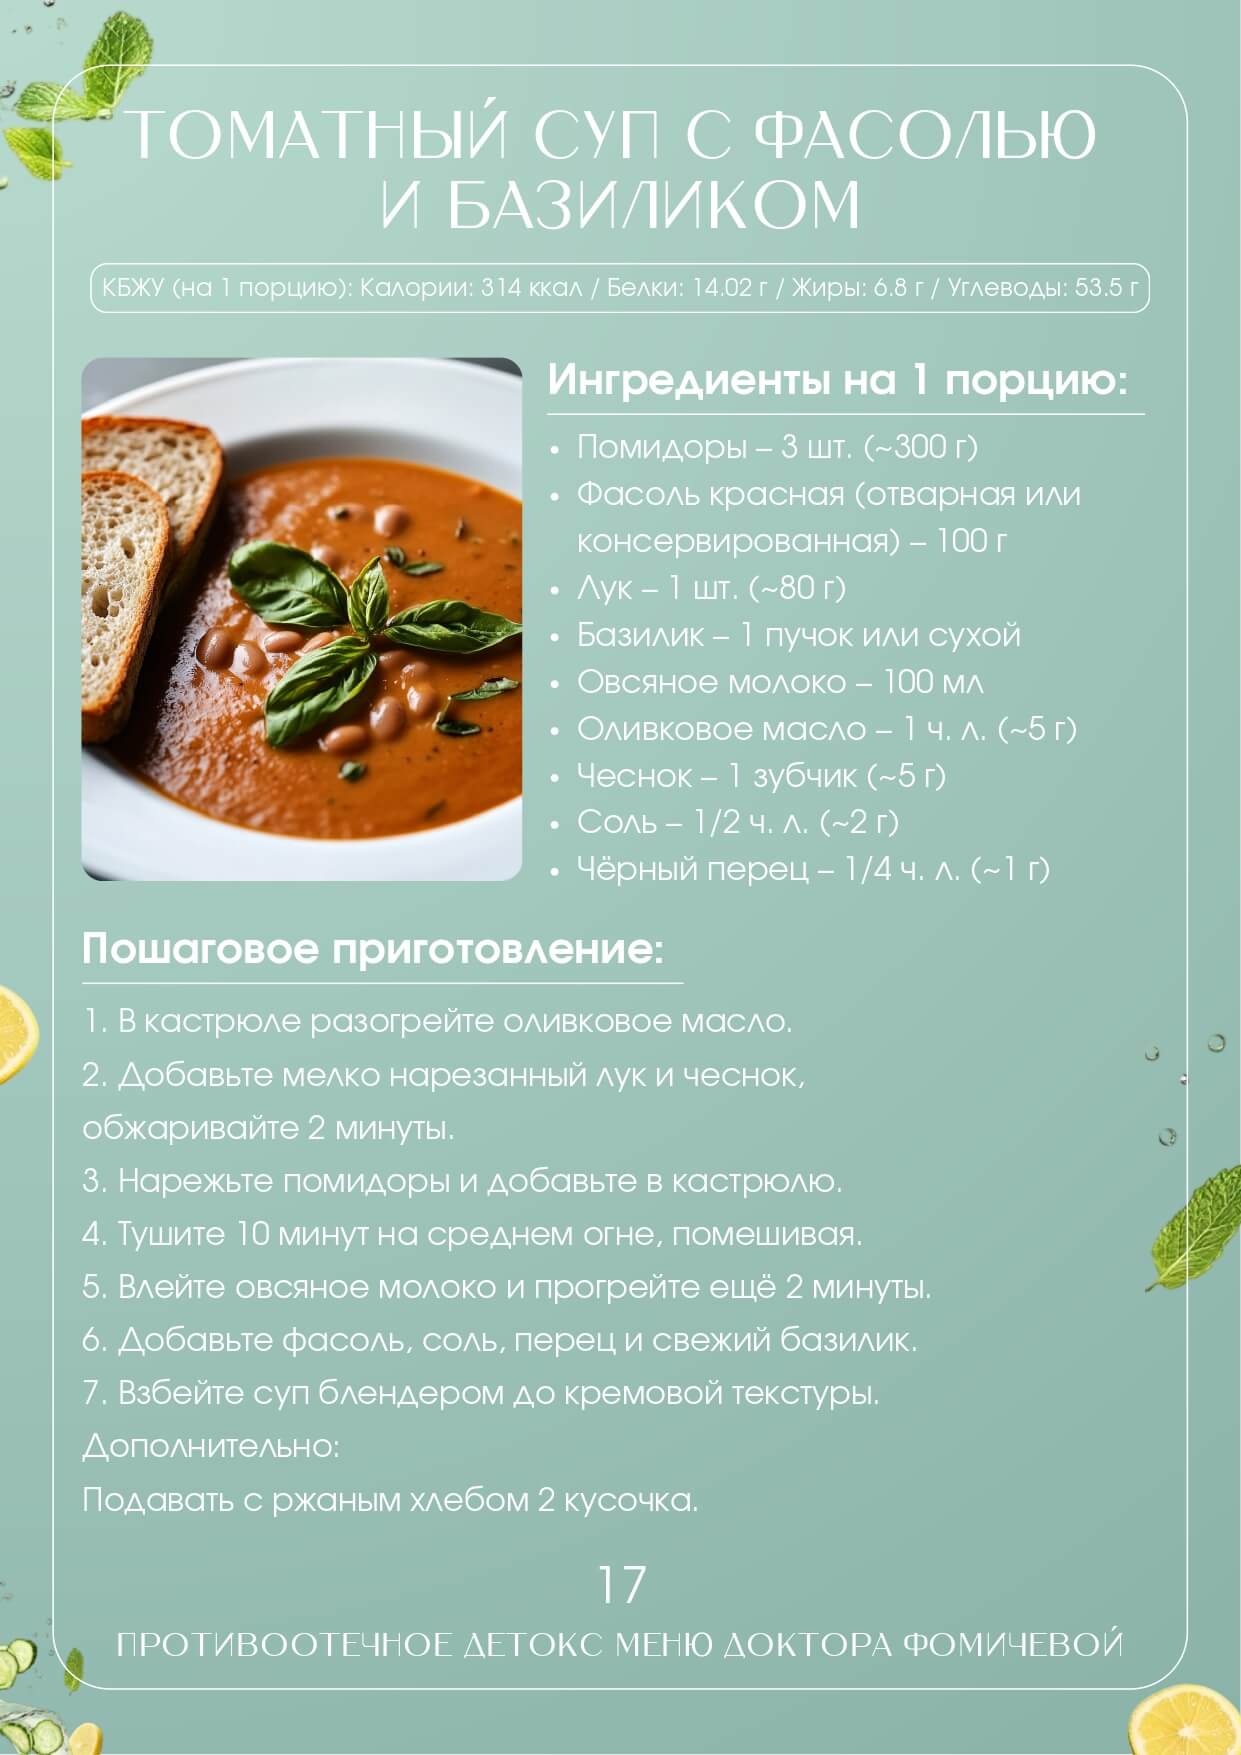 ТОМАТНЫЙ СУП С ФАСОЛЬЮ
И БАЗИЛИКОМ
КБЖУ (на 1 порцию): Калории: 314 ккал / Белки: 14.02 г / Жиры: 6.8 г / Углеводы: 53.5 г
Ингредиенты на 1 порцию:
• Помидоры – 3 шт. (~300 г)
• Фасоль красная (отварная или
консервированная) – 100 г
• Лук – 1 шт. (~80 г)
• Базилик – 1 пучок или сухой
• Овсяное молоко – 100 мл
• Оливковое масло – 1 ч. л. (~5 г)
• Чеснок – 1 зубчик (~5 г)
• Соль – 1/2 ч. л. (~2 г)
• Чёрный перец – 1/4 ч. л. (~1 г)
Пошаговое приготовление:
1. В кастрюле разогрейте оливковое масло.
2. Добавьте мелко нарезанный лук и чеснок,
обжаривайте 2 минуты.
3. Нарежьте помидоры и добавьте в кастрюлю.
4. Тушите 10 минут на среднем огне, помешивая.
5. Влейте овсяное молоко и прогрейте ещё 2 минуты.
6. Добавьте фасоль, соль, перец и свежий базилик.
7. Взбейте суп блендером до кремовой текстуры.
Дополнительно:
Подавать с ржаным хлебом 2 кусочка.
17
ПРОТИВООТЕЧНОЕ ДЕТОКС МЕНЮ ДОКТОРА ФОМИЧЕВОЙ